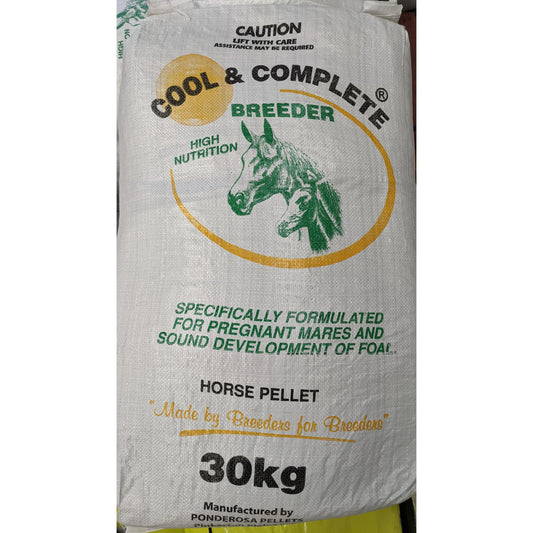 CAUTION
LIFT WITH CARE
ASSISTANCE MAY BE REQUIRED
COOL & COMPLETE®
BREEDER
HIGH
NUTRITION
SPECIFICALLY FORMULATED
FOR PREGNANT MARES AND
SOUND DEVELOPMENT OF FOAL.
HORSE PELLET
"Made by Breeders for Breeders"
30kg
Manufactured by
PONDEROSA PELLETS